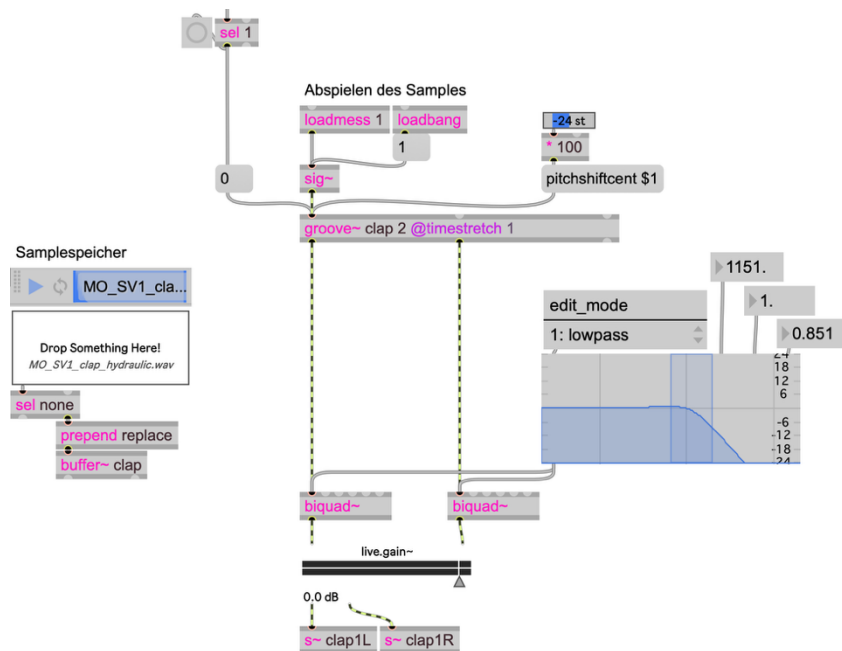 sel 1
Abspielen des Samples
loadmess 1
loadbang
-24 st
1
* 100
0
sig~
pitchshiftcent $1
groove~ clap 2 @timestretch 1
Samplespeicher
MO_SV1_cla...
1151.
edit_mode
1.
1: lowpass
0.851
Drop Something Here!
MO_SV1_clap_hydraulic.wav
24
18
12
6
-6
-12
-18
-24
sel none
prepend replace
buffer~ clap
biquad~
biquad~
live.gain~
0.0 dB
s~ clap1L
s~ clap1R